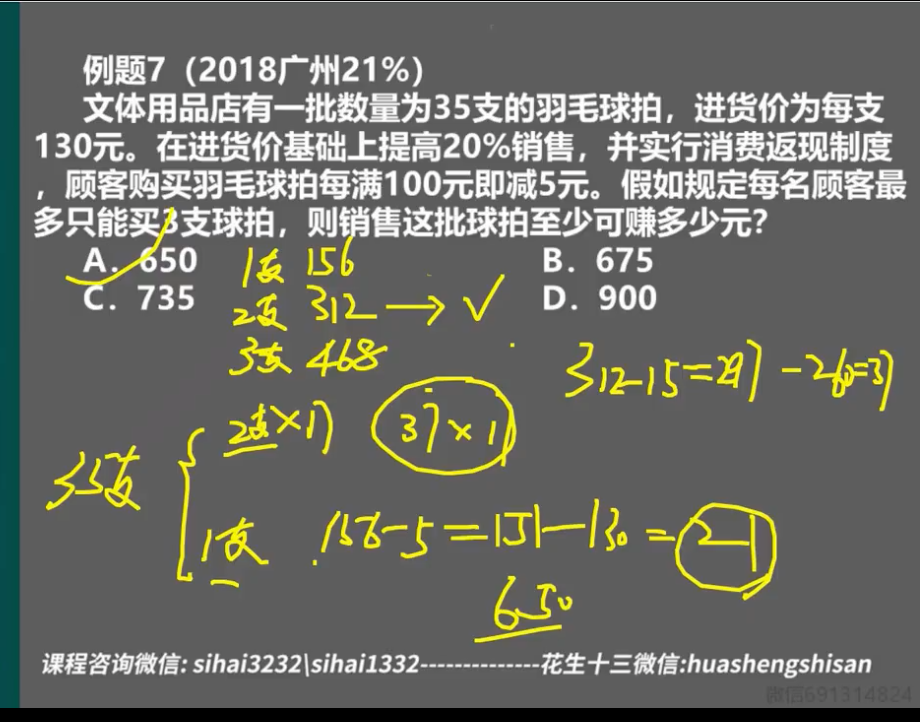 例题7（2018广州21%）
文体用品店有一批数量为35支的羽毛球拍，进货价为每支
130元。在进货价基础上提高20%销售，并实行消费返现制度
，顾客购买羽毛球拍每满100元即减5元。假如规定每名顾客最
多只能买3支球拍，则销售这批球拍至少可赚多少元？
A．650 B．675
C．735 D．900
1支 156
2支 312 → ✓
3支 468
312-15=297-260=37
35支
2支×17 37×17
1支 156-5=151-130=21
650
课程咨询微信: sihai3232\sihai1332--------------花生十三微信:huashengshisan
微信691314824